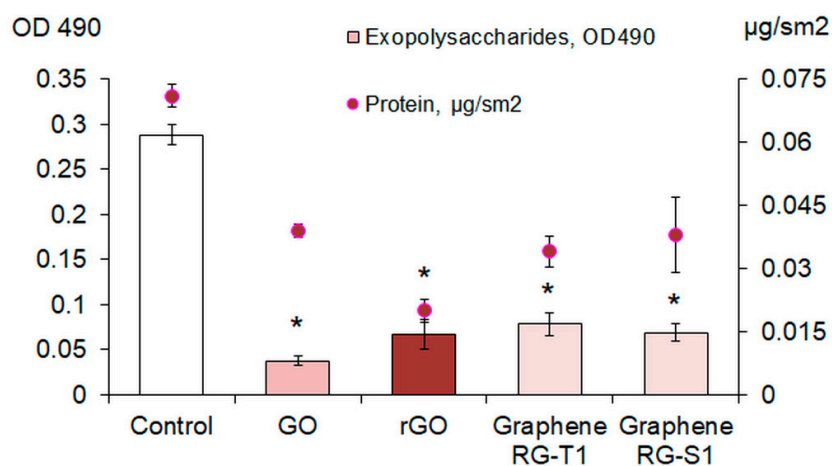 OD 490
µg/sm2
Exopolysaccharides, OD490
Protein, µg/sm2
0.35
0.3
0.25
0.2
0.15
0.1
0.05
0
0.075
0.06
0.045
0.03
0.015
0
*
*
*
*
Control
GO
rGO
Graphene
RG-T1
Graphene
RG-S1